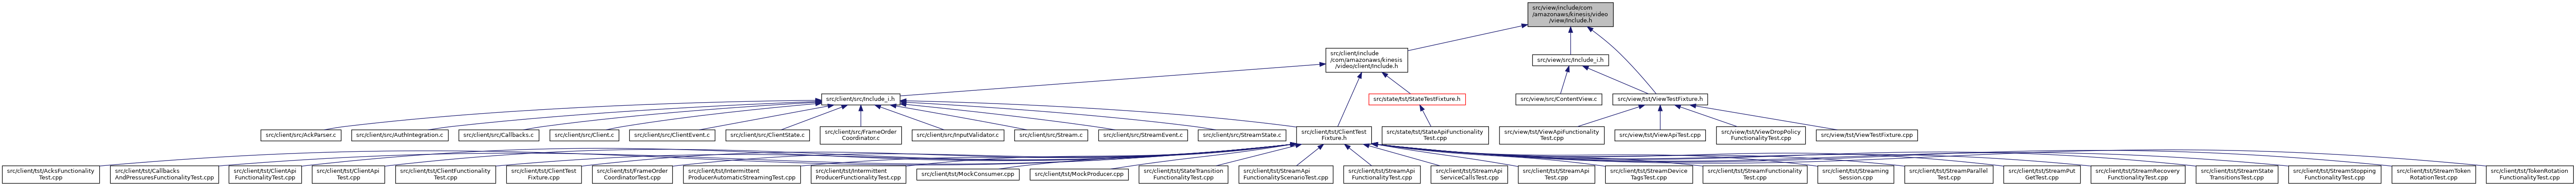 src/view/include/com
/amazonaws/kinesis/video
/view/Include.h
src/client/include
/com/amazonaws/kinesis
/video/client/Include.h
src/view/src/Include_i.h
src/client/src/Include_i.h
src/state/tst/StateTestFixture.h
src/view/src/ContentView.c
src/view/tst/ViewTestFixture.h
src/client/src/AckParser.c
src/client/src/AuthIntegration.c
src/client/src/Callbacks.c
src/client/src/Client.c
src/client/src/ClientEvent.c
src/client/src/ClientState.c
src/client/src/FrameOrder
Coordinator.c
src/client/src/InputValidator.c
src/client/src/Stream.c
src/client/src/StreamEvent.c
src/client/src/StreamState.c
src/client/tst/ClientTest
Fixture.h
src/state/tst/StateApiFunctionality
Test.cpp
src/view/tst/ViewApiFunctionality
Test.cpp
src/view/tst/ViewApiTest.cpp
src/view/tst/ViewDropPolicy
FunctionalityTest.cpp
src/view/tst/ViewTestFixture.cpp
src/client/tst/AcksFunctionality
Test.cpp
src/client/tst/Callbacks
AndPressuresFunctionalityTest.cpp
src/client/tst/ClientApi
FunctionalityTest.cpp
src/client/tst/ClientApi
Test.cpp
src/client/tst/ClientFunctionality
Test.cpp
src/client/tst/ClientTest
Fixture.cpp
src/client/tst/FrameOrder
CoordinatorTest.cpp
src/client/tst/Intermittent
ProducerAutomaticStreamingTest.cpp
src/client/tst/Intermittent
ProducerFunctionalityTest.cpp
src/client/tst/MockConsumer.cpp
src/client/tst/MockProducer.cpp
src/client/tst/StateTransition
FunctionalityTest.cpp
src/client/tst/StreamApi
FunctionalityScenarioTest.cpp
src/client/tst/StreamApi
FunctionalityTest.cpp
src/client/tst/StreamApi
ServiceCallsTest.cpp
src/client/tst/StreamApi
Test.cpp
src/client/tst/StreamDevice
TagsTest.cpp
src/client/tst/StreamFunctionality
Test.cpp
src/client/tst/Streaming
Session.cpp
src/client/tst/StreamParallel
Test.cpp
src/client/tst/StreamPut
GetTest.cpp
src/client/tst/StreamRecovery
FunctionalityTest.cpp
src/client/tst/StreamState
TransitionsTest.cpp
src/client/tst/StreamStopping
FunctionalityTest.cpp
src/client/tst/StreamToken
RotationTest.cpp
src/client/tst/TokenRotation
FunctionalityTest.cpp